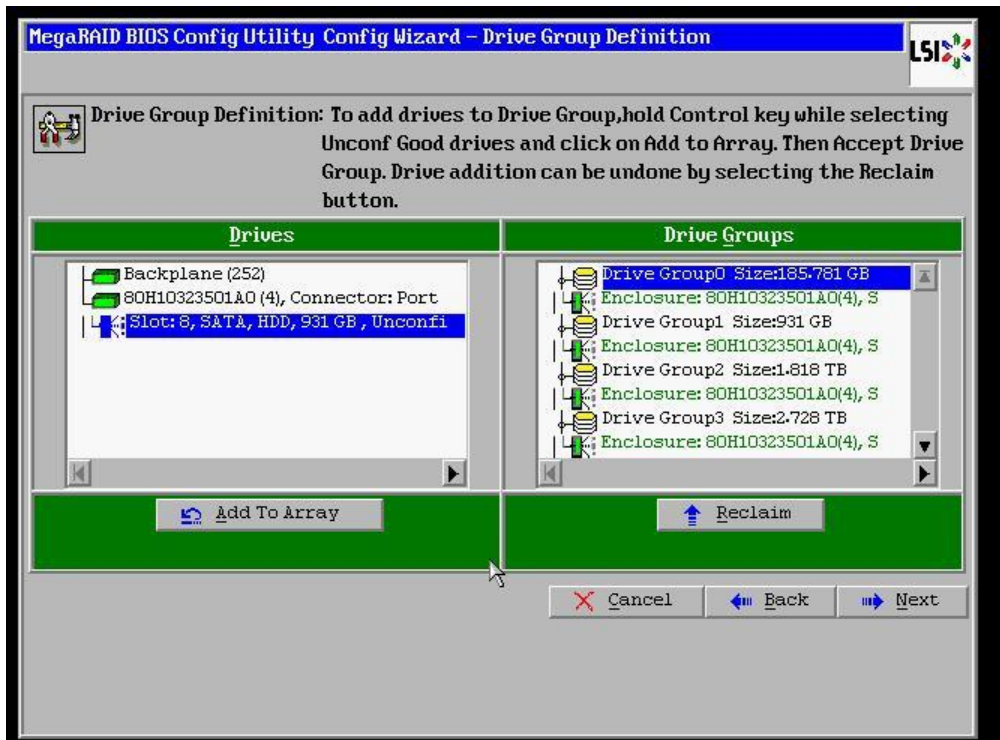 MegaRAID BIOS Config Utility Config Wizard – Drive Group Definition
LSI
Drive Group Definition: To add drives to Drive Group,hold Control key while selecting
Unconf Good drives and click on Add to Array. Then Accept Drive
Group. Drive addition can be undone by selecting the Reclaim
button.
Drives
Backplane (252)
80H10323501A0 (4), Connector: Port
Slot: 8, SATA, HDD, 931 GB , Unconfi
Add To Array
Drive Groups
Drive Group0 Size:185.781 GB
Enclosure: 80H10323501A0(4), S
Drive Group1 Size:931 GB
Enclosure: 80H10323501A0(4), S
Drive Group2 Size:1.818 TB
Enclosure: 80H10323501A0(4), S
Drive Group3 Size:2.728 TB
Enclosure: 80H10323501A0(4), S
Reclaim
Cancel
Back
Next